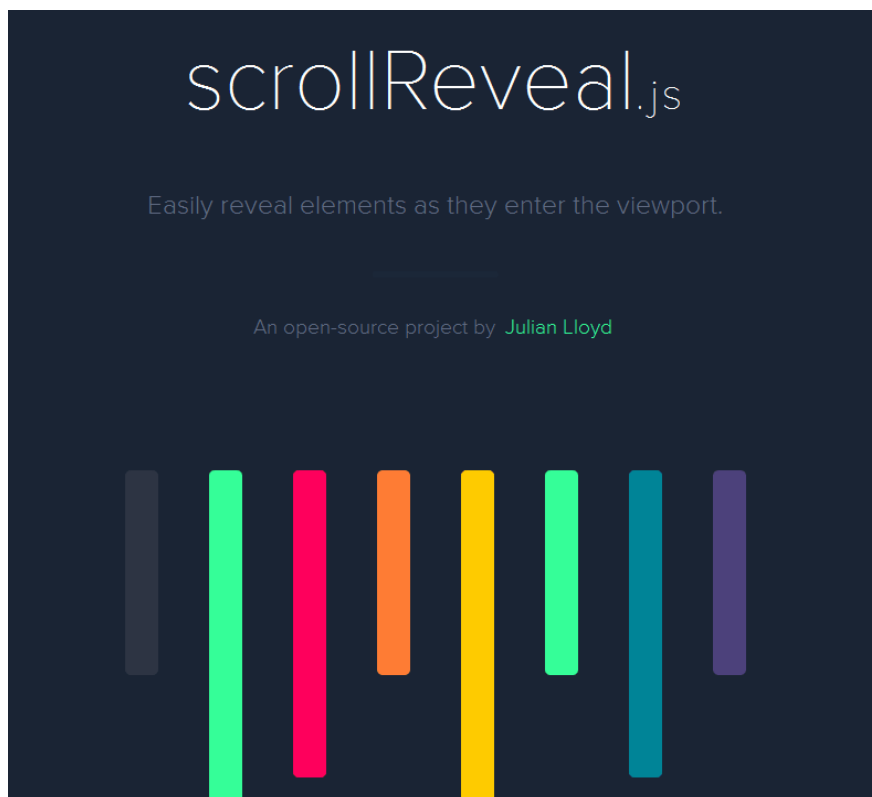 scrollReveal.js
Easily reveal elements as they enter the viewport.
An open-source project by Julian Lloyd